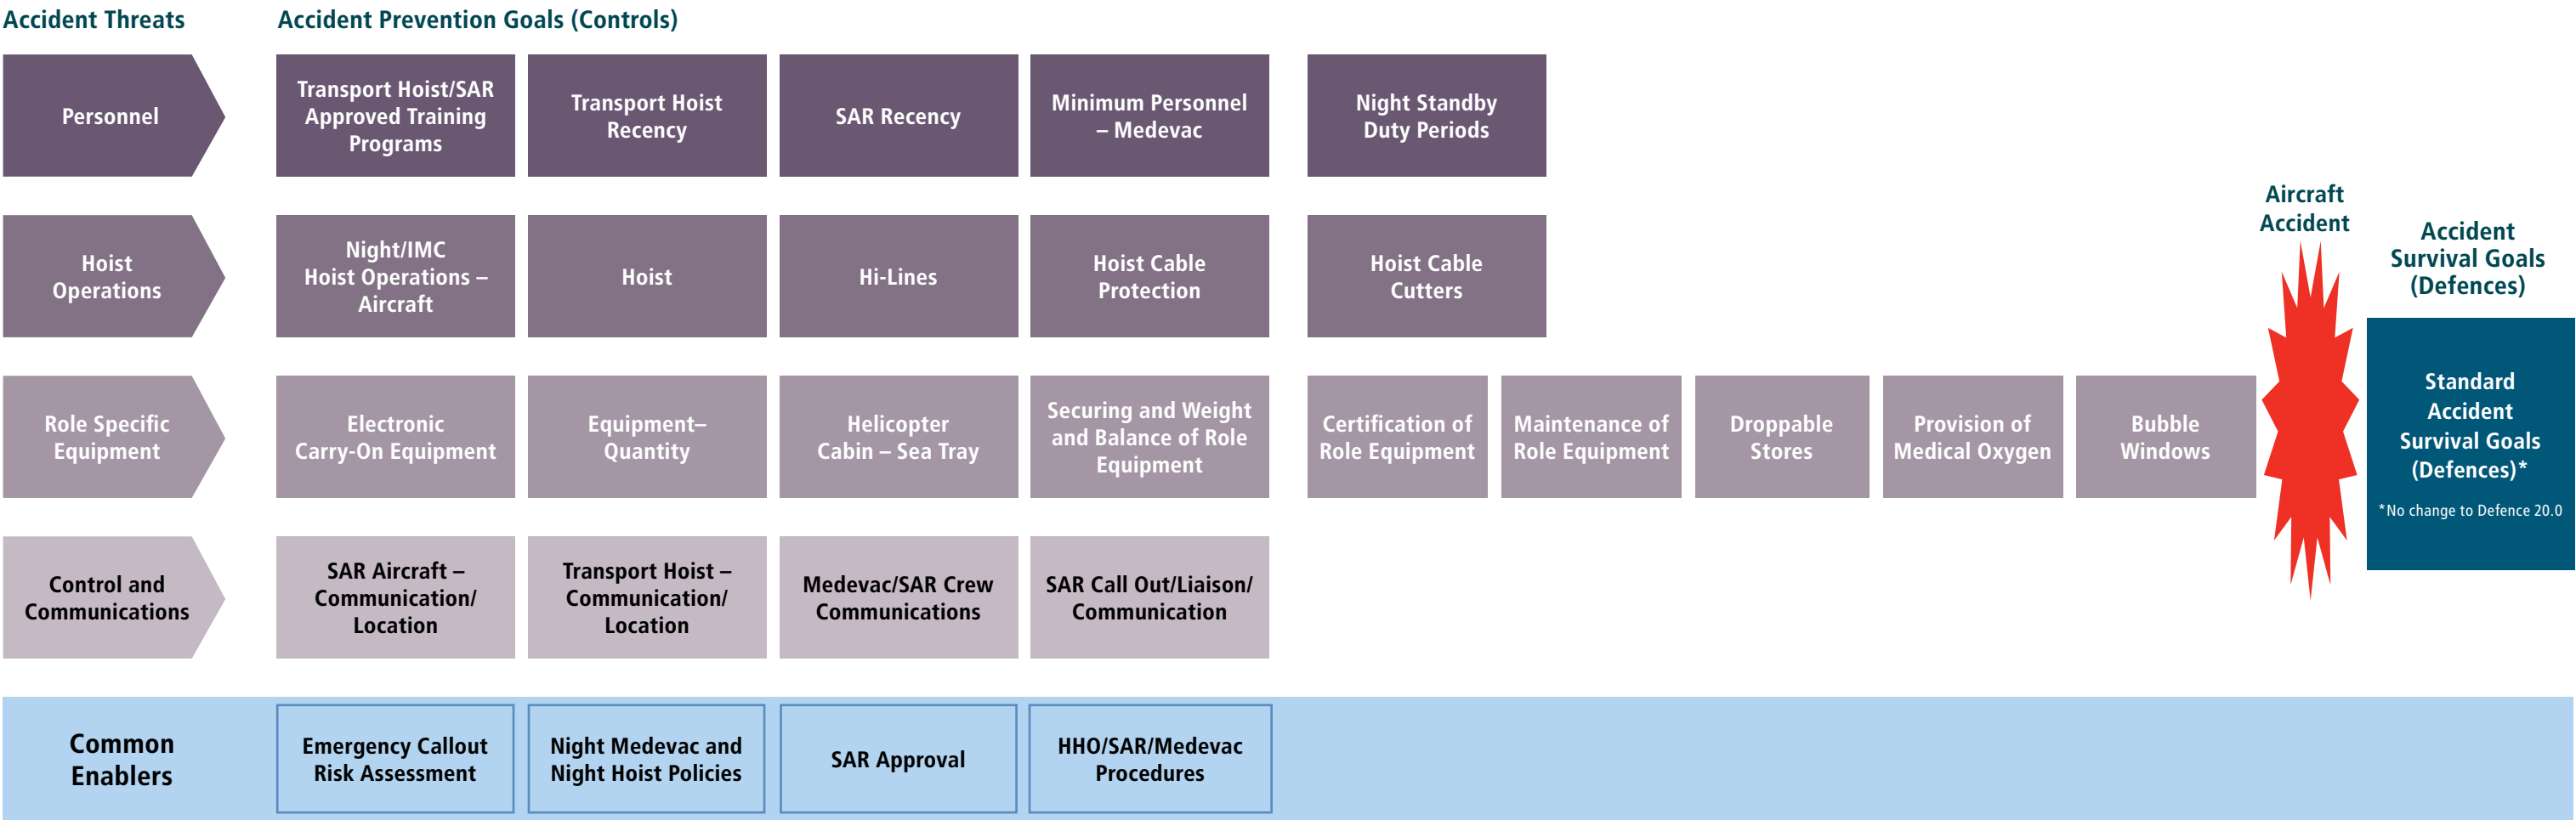 Accident Threats
Accident Prevention Goals (Controls)
Personnel
Transport Hoist/SAR
Approved Training
Programs
Transport Hoist
Recency
SAR Recency
Minimum Personnel
– Medevac
Night Standby
Duty Periods
Hoist
Operations
Night/IMC
Hoist Operations –
Aircraft
Hoist
Hi-Lines
Hoist Cable
Protection
Hoist Cable
Cutters
Role Specific
Equipment
Electronic
Carry-On Equipment
Equipment–
Quantity
Helicopter
Cabin – Sea Tray
Securing and Weight
and Balance of Role
Equipment
Certification of
Role Equipment
Maintenance of
Role Equipment
Droppable
Stores
Provision of
Medical Oxygen
Bubble
Windows
Control and
Communications
SAR Aircraft –
Communication/
Location
Transport Hoist –
Communication/
Location
Medevac/SAR Crew
Communications
SAR Call Out/Liaison/
Communication
Aircraft
Accident
Accident
Survival Goals
(Defences)
Standard
Accident
Survival Goals
(Defences)*
*No change to Defence 20.0
Common
Enablers
Emergency Callout
Risk Assessment
Night Medevac and
Night Hoist Policies
SAR Approval
HHO/SAR/Medevac
Procedures